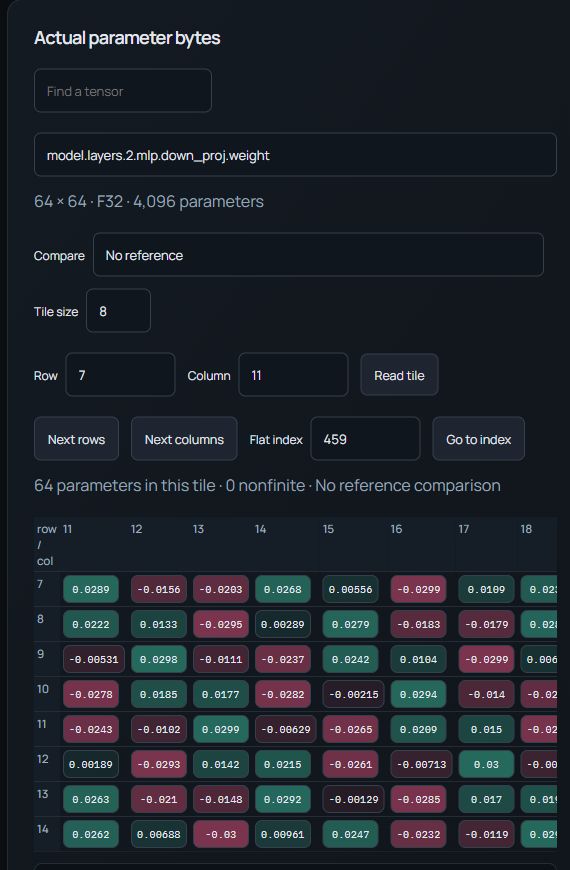 Actual parameter bytes
Find a tensor
model.layers.2.mlp.down_proj.weight
64 × 64 · F32 · 4,096 parameters
Compare No reference
Tile size 8
Row 7 Column 11 Read tile
Next rows Next columns Flat index 459 Go to index
64 parameters in this tile · 0 nonfinite · No reference comparison
row / col 11 12 13 14 15 16 17 18
7 0.0289 -0.0156 -0.0203 0.0268 0.00556 -0.0299 0.0109
8 0.0222 0.0133 -0.0295 0.00289 0.0279 -0.0183 -0.0179
9 -0.00531 0.0298 -0.0111 -0.0237 0.0242 0.0104 -0.0299
10 -0.0278 0.0185 0.0177 -0.0282 -0.00215 0.0294 -0.014
11 -0.0243 -0.0102 0.0299 -0.00629 -0.0265 0.0209 0.015
12 0.00189 -0.0293 0.0142 0.0215 -0.0261 -0.00713 0.03
13 0.0263 -0.021 -0.0148 0.0292 -0.00129 -0.0285 0.017
14 0.0262 0.00688 -0.03 0.00961 0.0247 -0.0232 -0.0119